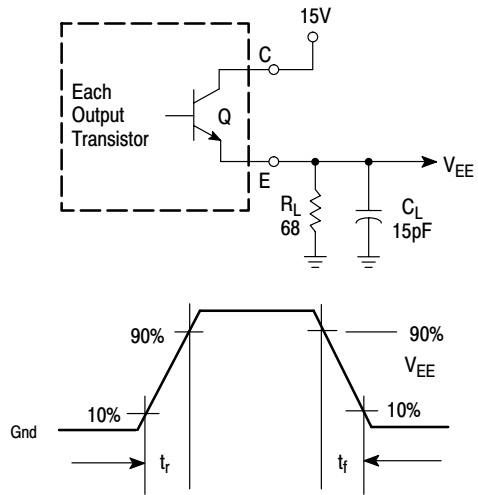 15V
C
Each
Output
Transistor
Q
E
V_EE
R_L
68
C_L
15pF
90%
90%
V_EE
10%
10%
Gnd
t_r
t_f